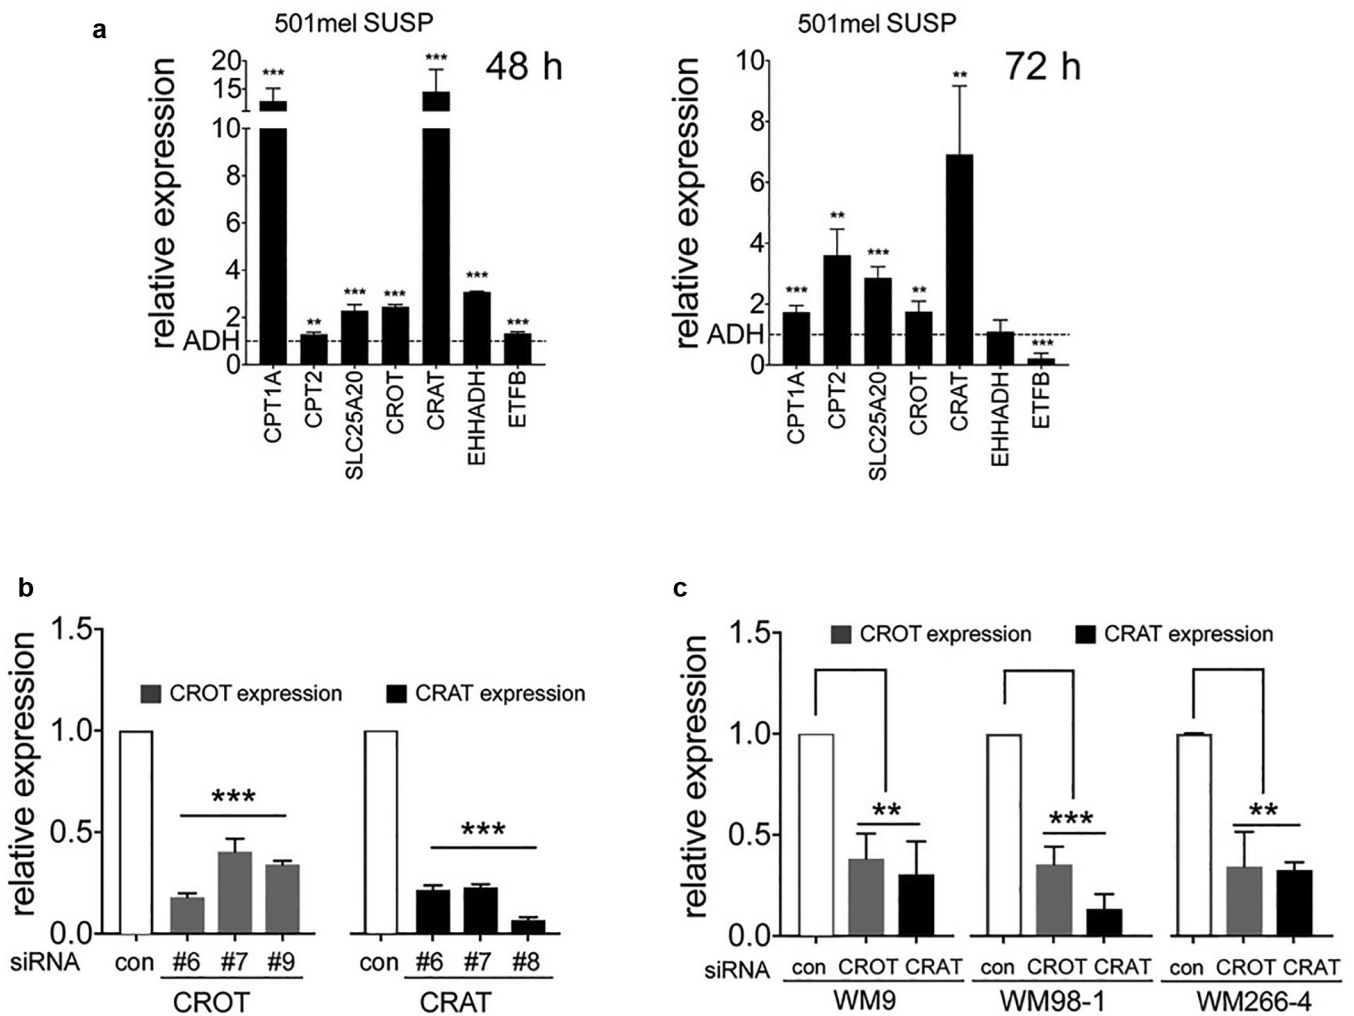 a
501mel SUSP
48 h
relative expression
20
15
10
8
6
4
2
0
ADH
***
**
***
***
***
***
***
CPT1A
CPT2
SLC25A20
CROT
CRAT
EHHADH
ETFB
501mel SUSP
72 h
relative expression
10
8
6
4
2
0
ADH
***
**
***
**
**
***
CPT1A
CPT2
SLC25A20
CROT
CRAT
EHHADH
ETFB
b
relative expression
1.5
1.0
0.5
0.0
CROT expression
CRAT expression
***
***
siRNA con #6 #7 #9 con #6 #7 #8
CROT CRAT
c
relative expression
1.5
1.0
0.5
0.0
CROT expression
CRAT expression
**
***
**
siRNA con CROT CRAT con CROT CRAT con CROT CRAT
WM9 WM98-1 WM266-4